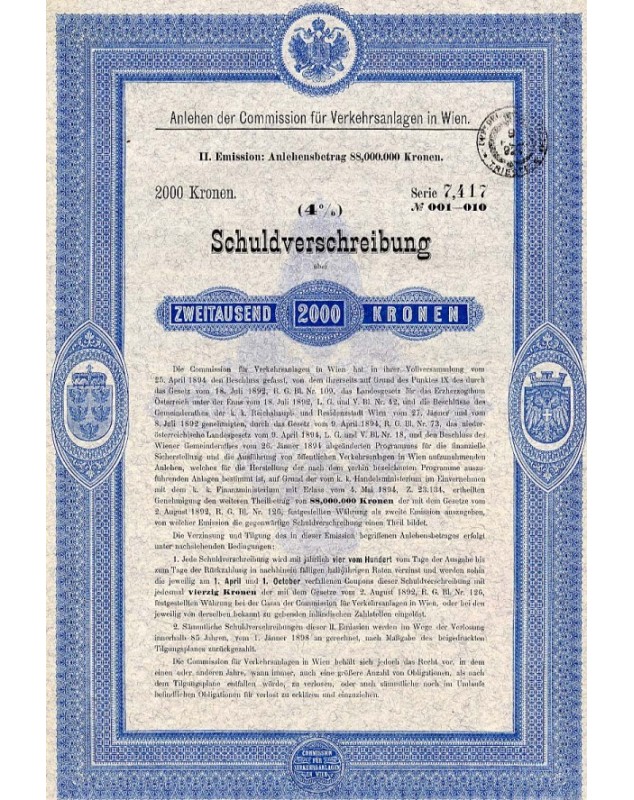 Anlehen der Commission für Verkehrsanlagen in Wien.
II. Emission: Anlehensbetrag 88,000.000 Kronen.
2000 Kronen.
Serie 7,417
№ 001—010
(4%)
Schuldverschreibung
über
ZWEITAUSEND 2000 KRONEN
Die Commission für Verkehrsanlagen in Wien hat in ihrer Vollversammlung vom
25. April 1894 den Beschluss gefasst, von dem ihrerseits auf Grund des Punktes IX des durch
das Gesetz vom 18. Juli 1892, R. G. Bl. Nr. 109, das Landesgesetz für das Erzherzogthum
Österreich unter der Enns vom 18. Juli 1892, L. G. und V. Bl. Nr. 42, und die Beschlüsse des
Gemeinderathes der k. k. Reichshaupt- und Residenzstadt Wien vom 27. Jänner und vom
8. Juli 1892 genehmigten, durch das Gesetz vom 9. April 1894, R. G. Bl. Nr. 73, das nieder-
österreichische Landesgesetz vom 9. April 1894, L. G. und V. Bl. Nr. 18, und den Beschluss des
Wiener Gemeinderathes vom 26. Jänner 1894 abgeänderten Programmes für die finanzielle
Sicherstellung und die Ausführung von öffentlichen Verkehrsanlagen in Wien aufzunehmenden
Anlehen, welches für die Herstellung der nach dem vorhin bezeichneten Programme auszu-
führenden Anlagen bestimmt ist, auf Grund der vom k. k. Handelsministerium im Einvernehmen
mit dem k. k. Finanzministerium mit Erlass vom 4. Mai 1894, Z. 23.134, ertheilten
Genehmigung den weiteren Theilbetrag von 88,000.000 Kronen der mit dem Gesetze vom
2. August 1892, R. G. Bl. Nr. 126, festgestellten Währung als zweite Emission auszugeben,
von welcher Emission die gegenwärtige Schuldverschreibung einen Theil bildet.
Die Verzinsung und Tilgung des in dieser Emission begriffenen Anlehensbetrages erfolgt
unter nachstehenden Bedingungen:
1. Jede Schuldverschreibung wird mit jährlich vier vom Hundert vom Tage der Ausgabe bis
zum Tage der Rückzahlung in nachhinein fälligen halbjährigen Raten verzinst und werden sohin
die jeweilig am 1. April und 1. October verfallenen Coupons dieser Schuldverschreibung mit
jedesmal vierzig Kronen der mit dem Gesetze vom 2. August 1892, R. G. Bl. Nr. 126,
festgestellten Währung bei der Cassa der Commission für Verkehrsanlagen in Wien, oder bei den
jeweilig von derselben bekannt zu gebenden inländischen Zahlstellen eingelöst.
2. Sämmtliche Schuldverschreibungen dieser II. Emission werden im Wege der Verlosung
innerhalb 85 Jahren, vom 1. Jänner 1898 an gerechnet, nach Maßgabe des beigedruckten
Tilgungsplanes zurückgezahlt.
Die Commission für Verkehrsanlagen in Wien behält sich jedoch das Recht vor, in dem
einen oder anderen Jahre, wann immer, auch eine größere Anzahl von Obligationen, als nach
dem Tilgungsplane entfallen würde, zu verlosen, oder auch sämmtliche noch im Umlaufe
befindlichen Obligationen für verlost zu erklären und einzuziehen.
COMMISSION
FÜR
VERKEHRSANLAGEN
IN WIEN.